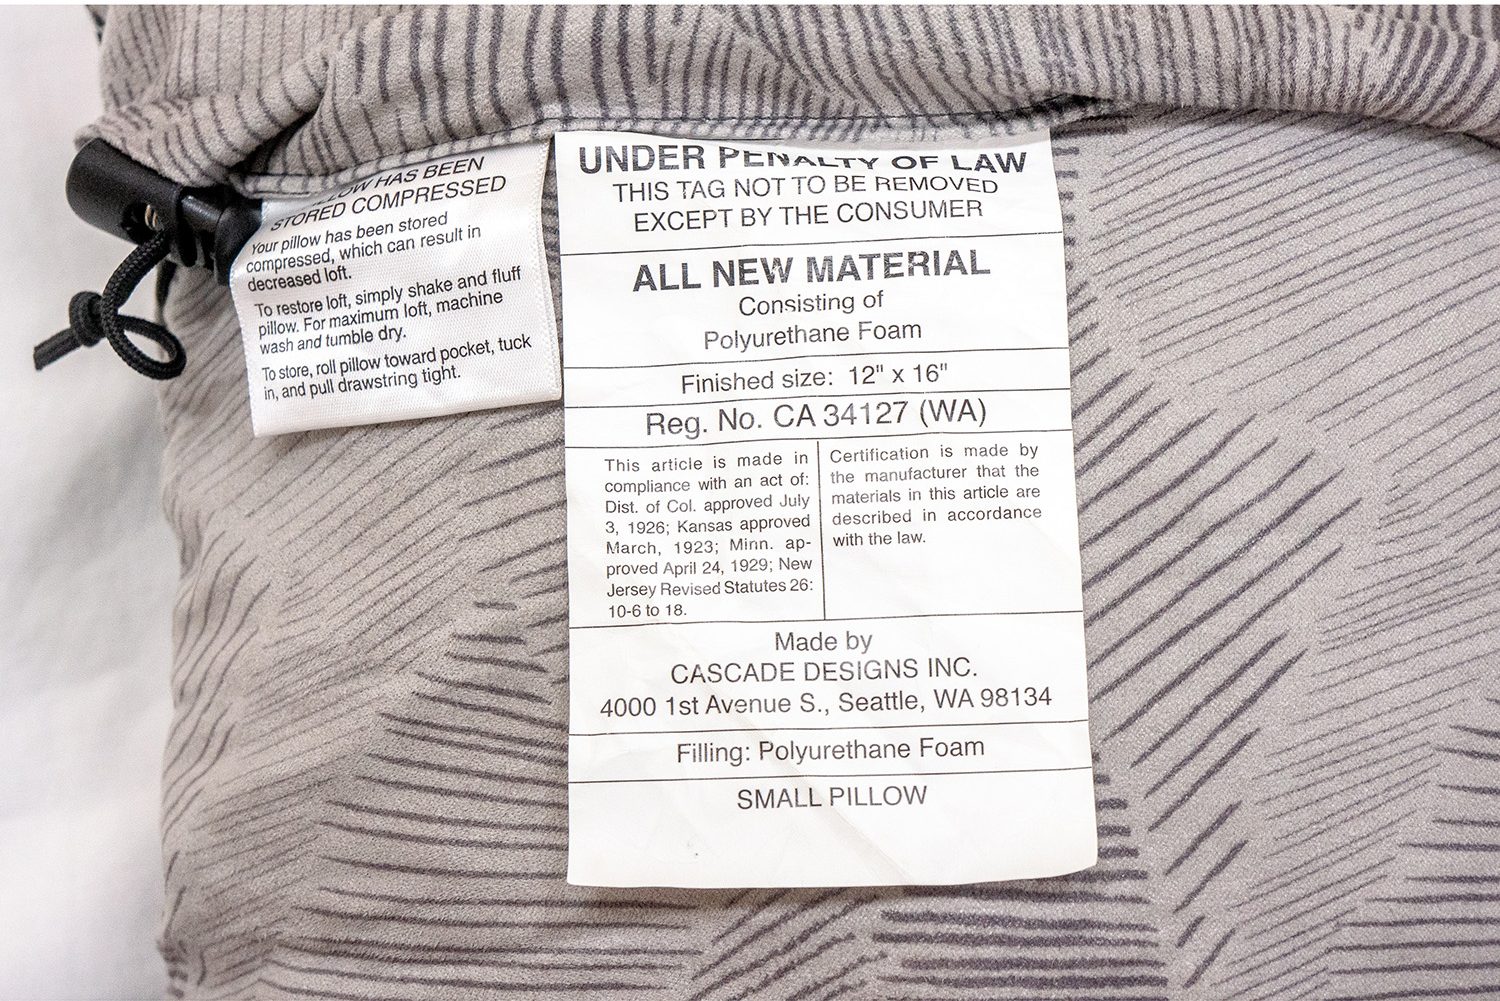 HAS BEEN
STORED COMPRESSED
Your pillow has been stored
compressed, which can result in
decreased loft.
To restore loft, simply shake and fluff
pillow. For maximum loft, machine
wash and tumble dry.
To store, roll pillow toward pocket, tuck
in, and pull drawstring tight.
UNDER PENALTY OF LAW
THIS TAG NOT TO BE REMOVED
EXCEPT BY THE CONSUMER
ALL NEW MATERIAL
Consisting of
Polyurethane Foam
Finished size: 12" x 16"
Reg. No. CA 34127 (WA)
This article is made in
compliance with an act of:
Dist. of Col. approved July
3, 1926; Kansas approved
March, 1923; Minn. ap-
proved April 24, 1929; New
Jersey Revised Statutes 26:
10-6 to 18.
Certification is made by
the manufacturer that the
materials in this article are
described in accordance
with the law.
Made by
CASCADE DESIGNS INC.
4000 1st Avenue S., Seattle, WA 98134
Filling: Polyurethane Foam
SMALL PILLOW